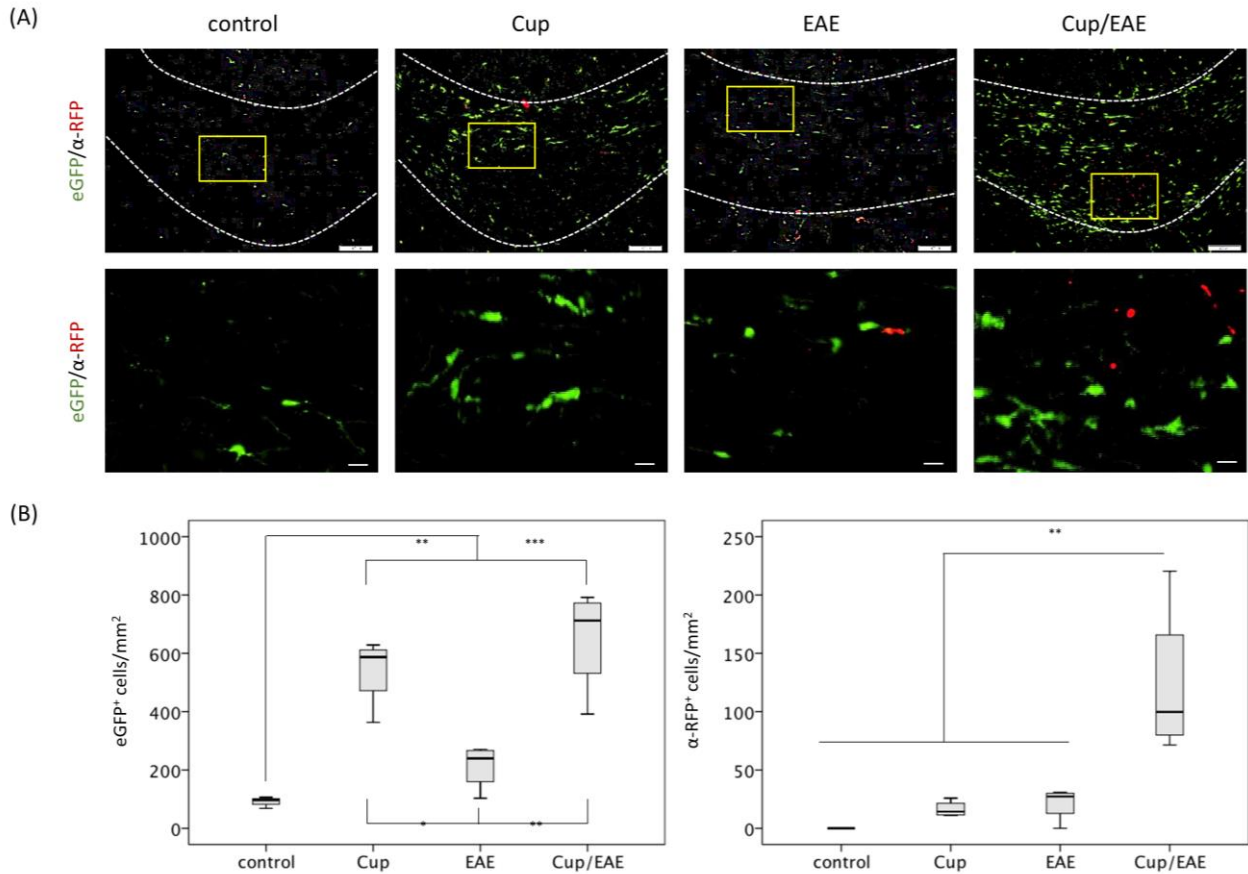 (A)
control Cup EAE Cup/EAE
eGFP/α-RFP
eGFP/α-RFP
(B)
** ***
1000
800
600
400
200
0
eGFP⁺ cells/mm²
* **
control Cup EAE Cup/EAE
**
250
200
150
100
50
0
α-RFP⁺ cells/mm²
control Cup EAE Cup/EAE